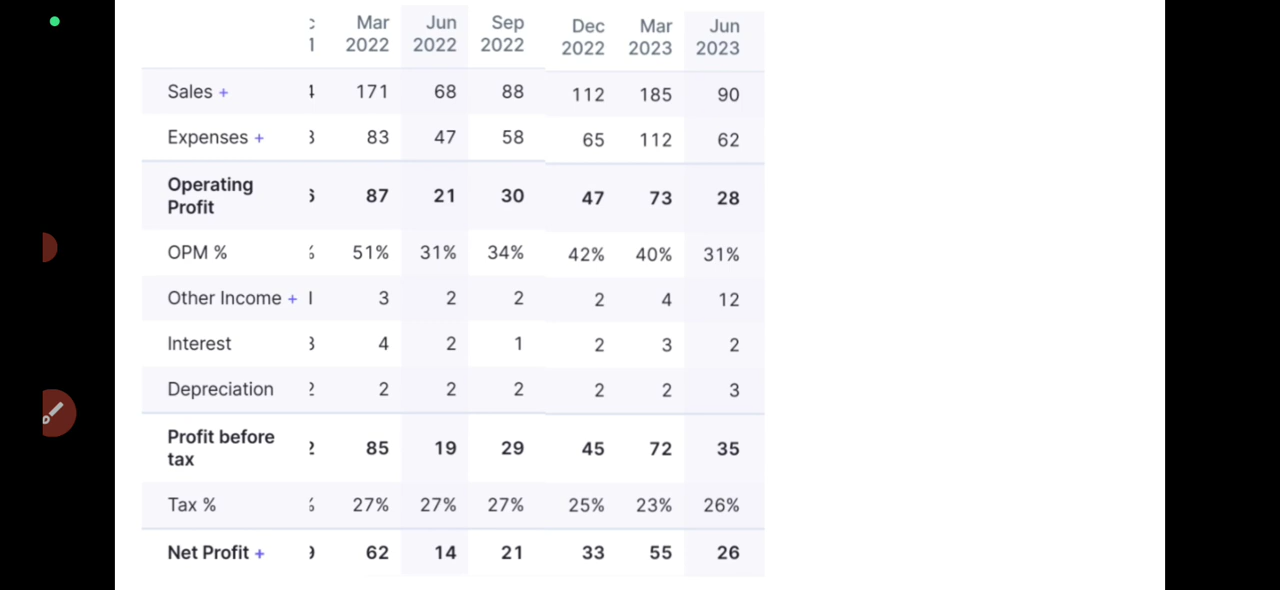 Mar Jun Sep Dec Mar Jun
2022 2022 2022 2022 2023 2023
Sales + 171 68 88 112 185 90
Expenses + 83 47 58 65 112 62
Operating
Profit 87 21 30 47 73 28
OPM % 51% 31% 34% 42% 40% 31%
Other Income + 3 2 2 2 4 12
Interest 4 2 1 2 3 2
Depreciation 2 2 2 2 2 3
Profit before
tax 85 19 29 45 72 35
Tax % 27% 27% 27% 25% 23% 26%
Net Profit + 62 14 21 33 55 26